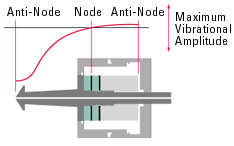 Anti-Node Node Anti-Node
Maximum
Vibrational
Amplitude